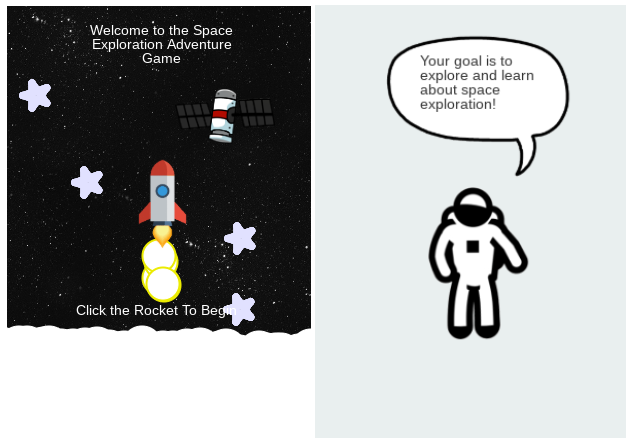 Welcome to the Space
Exploration Adventure
Game
Click the Rocket To Begin
Your goal is to
explore and learn
about space
exploration!